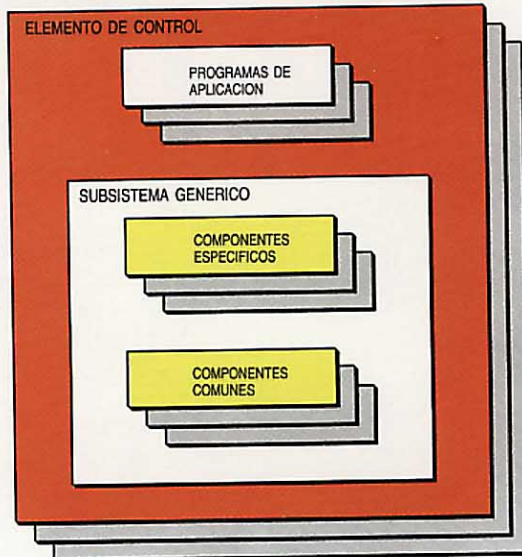 ELEMENTO DE CONTROL
PROGRAMAS DE
APLICACION
SUBSISTEMA GENERICO
COMPONENTES
ESPECIFICOS
COMPONENTES
COMUNES